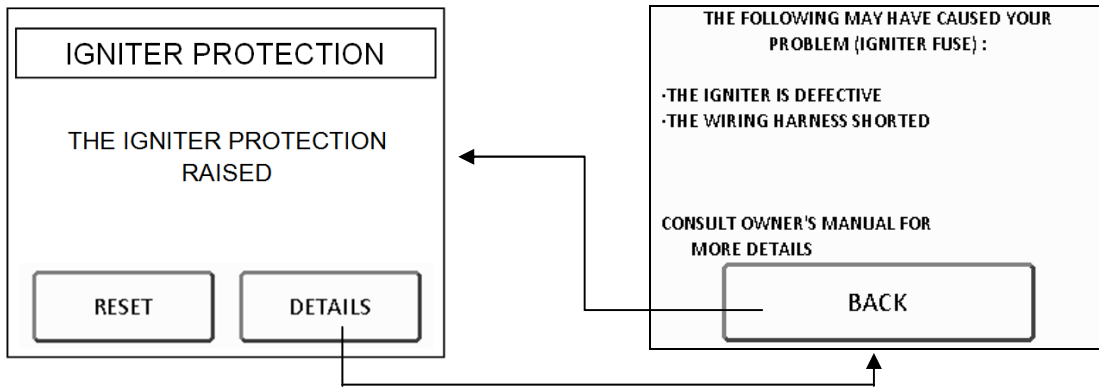 IGNITER PROTECTION
THE IGNITER PROTECTION
RAISED
RESET
DETAILS
THE FOLLOWING MAY HAVE CAUSED YOUR
PROBLEM (IGNITER FUSE) :
·THE IGNITER IS DEFECTIVE
·THE WIRING HARNESS SHORTED
CONSULT OWNER'S MANUAL FOR
MORE DETAILS
BACK